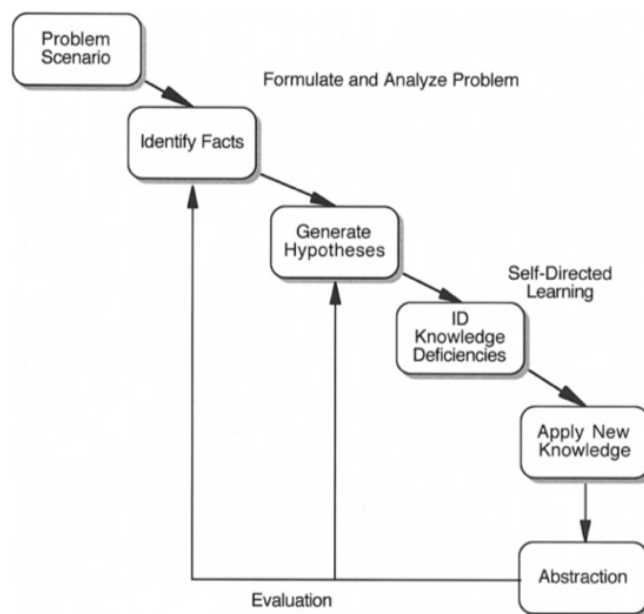 Problem
Scenario
Formulate and Analyze Problem
Identify Facts
Generate
Hypotheses
Self-Directed
Learning
ID
Knowledge
Deficiencies
Apply New
Knowledge
Abstraction
Evaluation